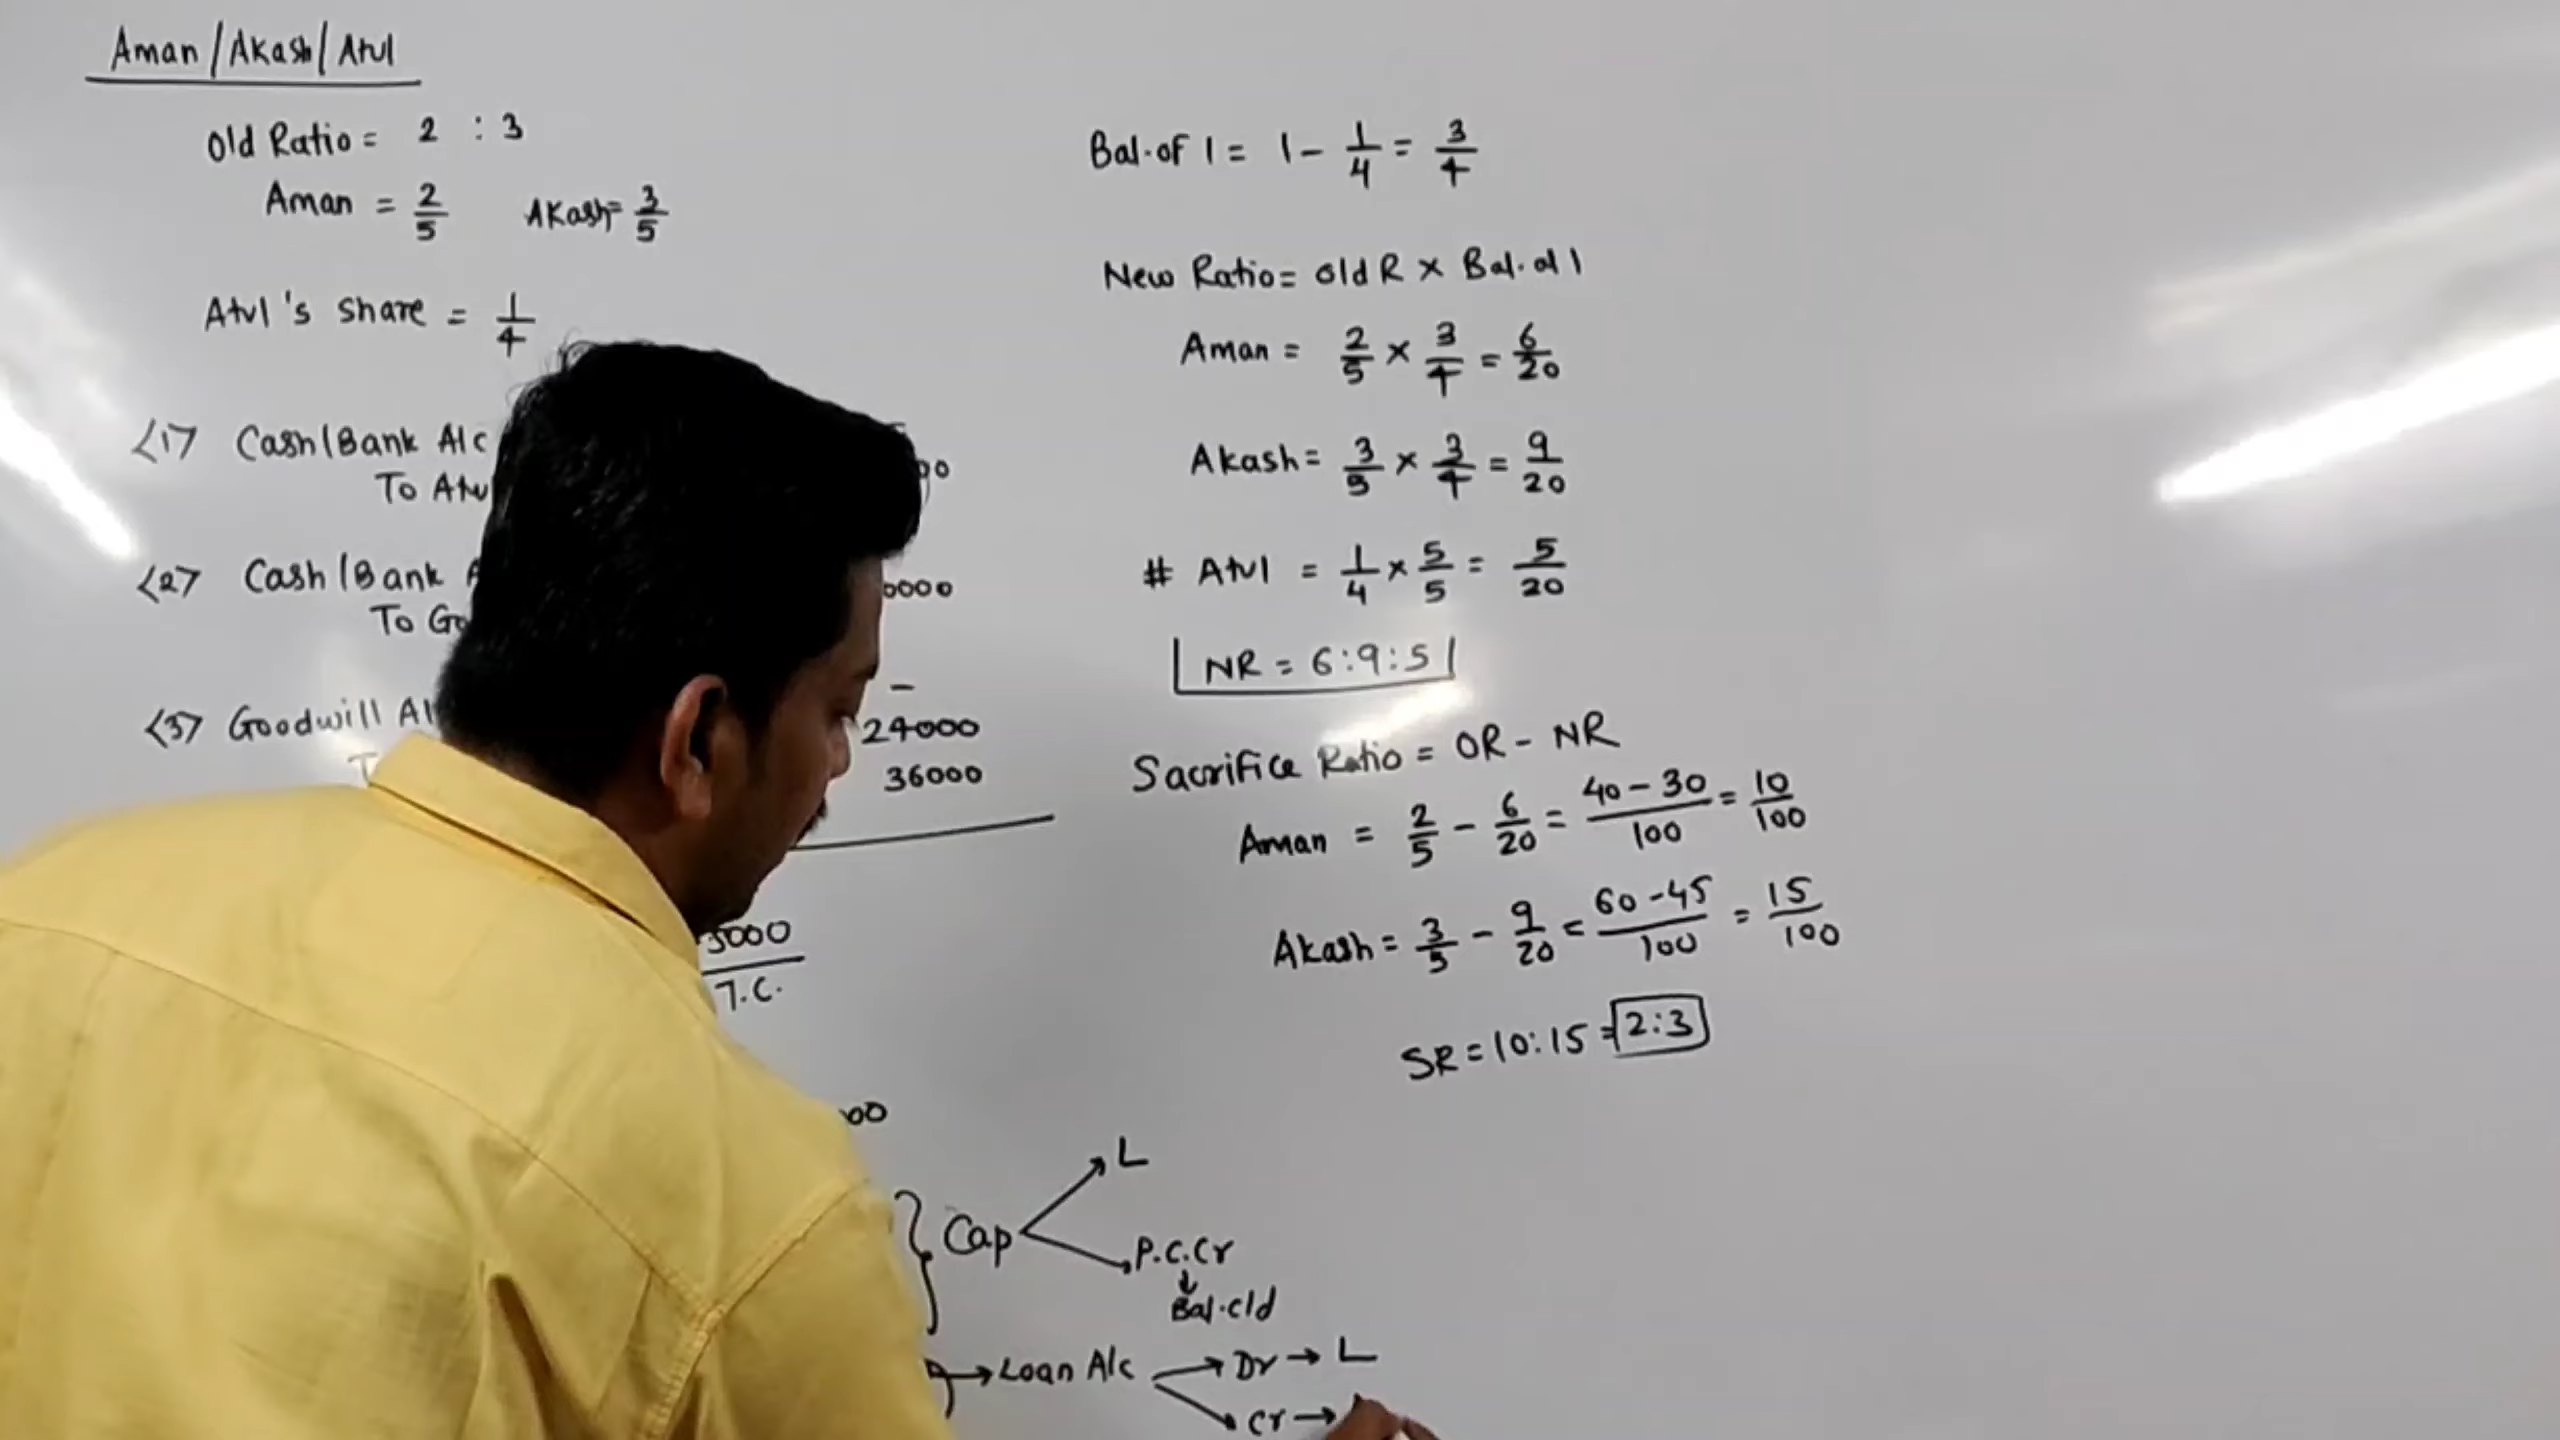 Aman / Akash / Atul
Old Ratio = 2 : 3
Aman = 2/5 Akash = 3/5
Atul's share = 1/4
<1> Cash/Bank A/c
To Atul
<2> Cash/Bank
To
0000
<3> Goodwill
-
24000
36000
7.C.
Bal. of 1 = 1 - 1/4 = 3/4
New Ratio = Old R × Bal. of 1
Aman = 2/5 × 3/4 = 6/20
Akash = 3/5 × 3/4 = 9/20
# Atul = 1/4 × 5/5 = 5/20
NR = 6:9:5
Sacrifice Ratio = OR - NR
Aman = 2/5 - 6/20 = 40-30/100 = 10/100
Akash = 3/5 - 9/20 = 60-45/100 = 15/100
SR = 10:15 = 2:3
} Cap → L
→ P.C.Cr
↓
Bal. c/d
→ Loan A/c → Dr → L
→ Cr →